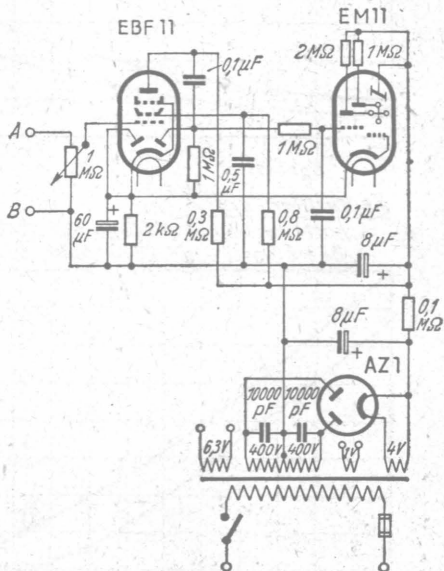 EBF 11
EM11
0,1µF
2MΩ
1MΩ
A
B
1
MΩ
1MΩ
0,5
µF
1MΩ
60
µF
+
2kΩ
0,3
MΩ
0,8
MΩ
0,1µF
8µF
+
0,1
MΩ
8µF
+
AZ1
10000
pF
10000
pF
6,3V
400V
400V
4V